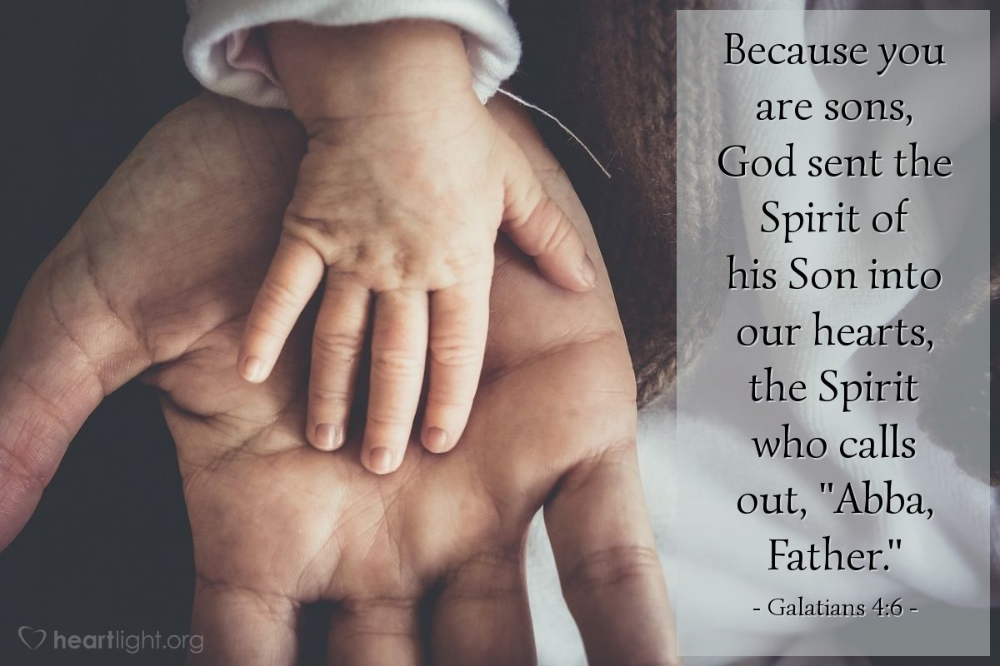 Because you
are sons,
God sent the
Spirit of
his Son into
our hearts,
the Spirit
who calls
out, "Abba,
Father."
- Galatians 4:6 -
heartlight.org